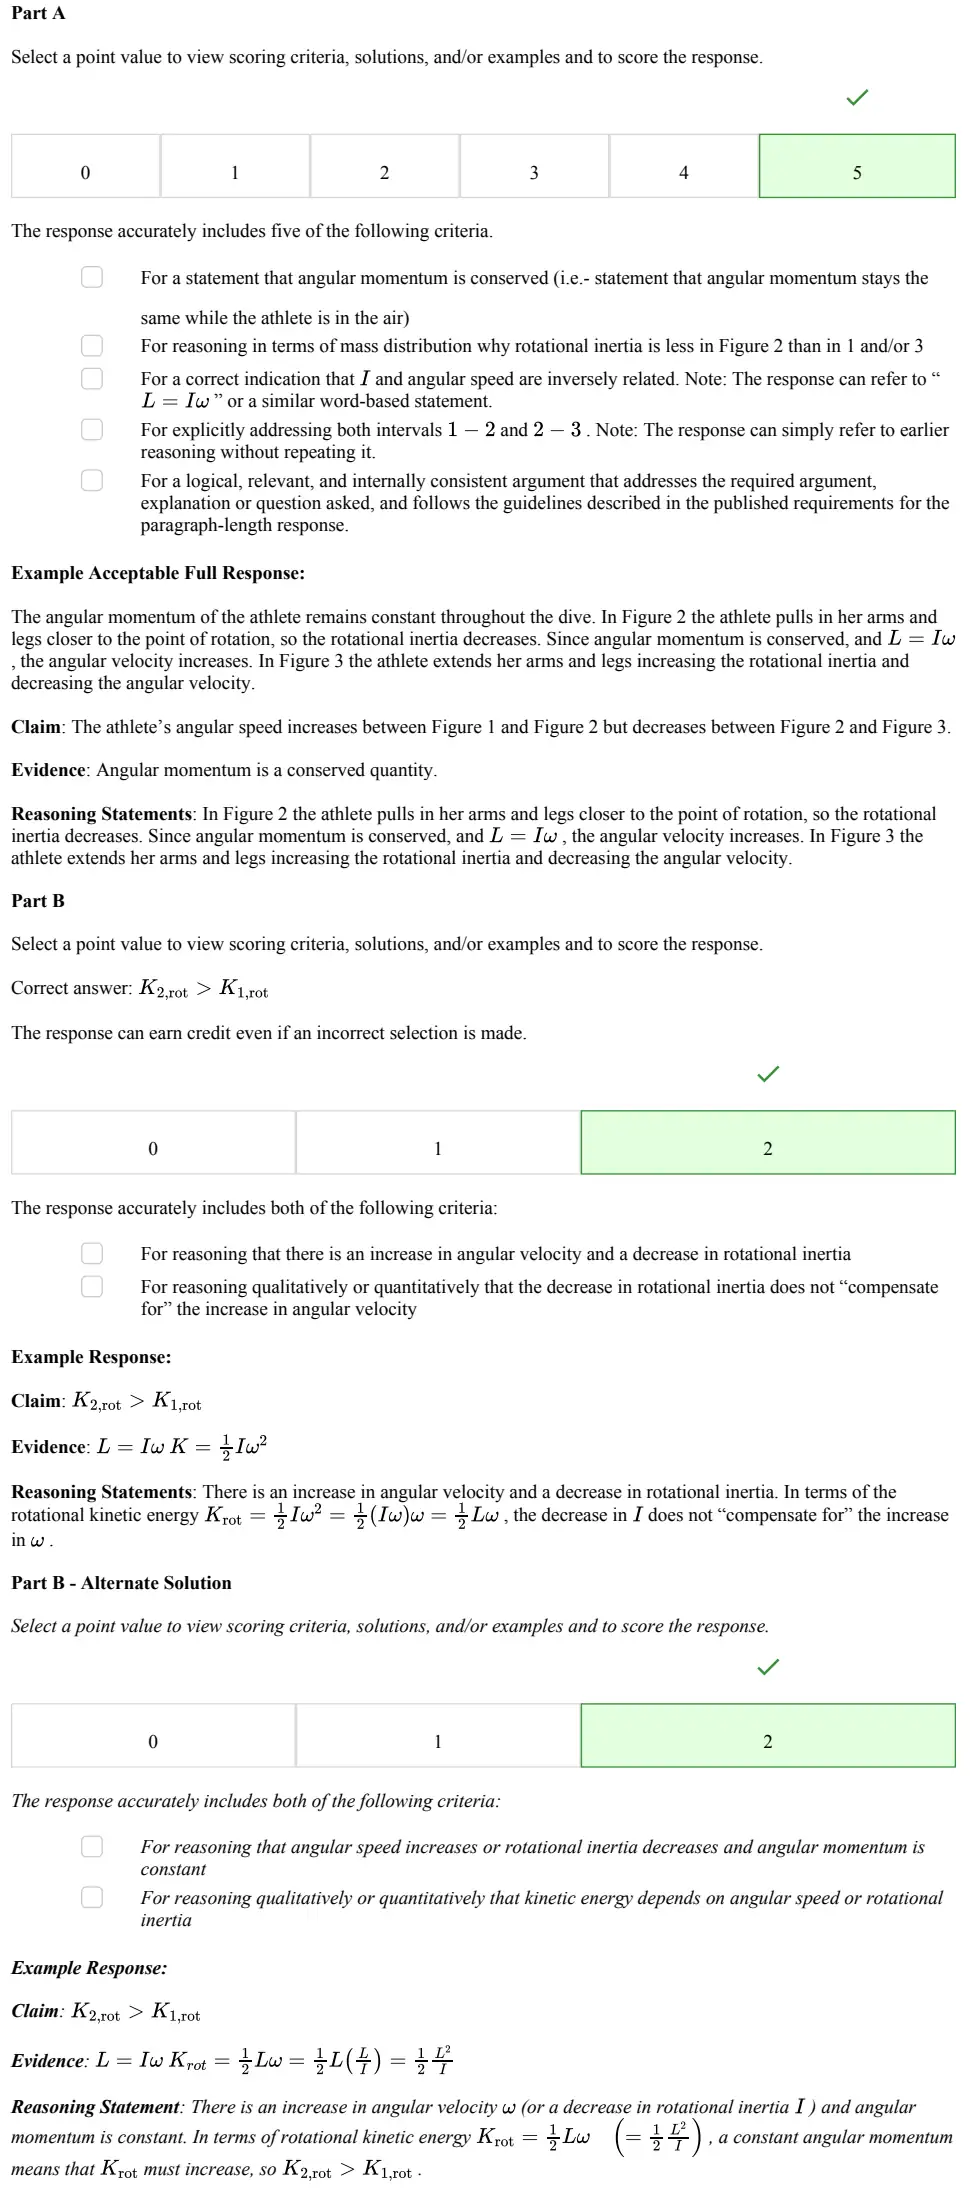 Part A
Select a point value to view scoring criteria, solutions, and/or examples and to score the response.
✓
0 1 2 3 4 5
The response accurately includes five of the following criteria.
For a statement that angular momentum is conserved (i.e.- statement that angular momentum stays the
same while the athlete is in the air)
For reasoning in terms of mass distribution why rotational inertia is less in Figure 2 than in 1 and/or 3
For a correct indication that I and angular speed are inversely related. Note: The response can refer to “
L = Iω ” or a similar word-based statement.
For explicitly addressing both intervals 1 − 2 and 2 − 3 . Note: The response can simply refer to earlier
reasoning without repeating it.
For a logical, relevant, and internally consistent argument that addresses the required argument,
explanation or question asked, and follows the guidelines described in the published requirements for the
paragraph-length response.
Example Acceptable Full Response:
The angular momentum of the athlete remains constant throughout the dive. In Figure 2 the athlete pulls in her arms and
legs closer to the point of rotation, so the rotational inertia decreases. Since angular momentum is conserved, and L = Iω
, the angular velocity increases. In Figure 3 the athlete extends her arms and legs increasing the rotational inertia and
decreasing the angular velocity.
Claim: The athlete’s angular speed increases between Figure 1 and Figure 2 but decreases between Figure 2 and Figure 3.
Evidence: Angular momentum is a conserved quantity.
Reasoning Statements: In Figure 2 the athlete pulls in her arms and legs closer to the point of rotation, so the rotational
inertia decreases. Since angular momentum is conserved, and L = Iω , the angular velocity increases. In Figure 3 the
athlete extends her arms and legs increasing the rotational inertia and decreasing the angular velocity.
Part B
Select a point value to view scoring criteria, solutions, and/or examples and to score the response.
Correct answer: K₂,rot > K₁,rot
The response can earn credit even if an incorrect selection is made.
✓
0 1 2
The response accurately includes both of the following criteria:
For reasoning that there is an increase in angular velocity and a decrease in rotational inertia
For reasoning qualitatively or quantitatively that the decrease in rotational inertia does not “compensate
for” the increase in angular velocity
Example Response:
Claim: K₂,rot > K₁,rot
Evidence: L = Iω K = ½Iω²
Reasoning Statements: There is an increase in angular velocity and a decrease in rotational inertia. In terms of the
rotational kinetic energy Krot = ½Iω² = ½(Iω)ω = ½Lω , the decrease in I does not “compensate for” the increase
in ω .
Part B - Alternate Solution
Select a point value to view scoring criteria, solutions, and/or examples and to score the response.
✓
0 1 2
The response accurately includes both of the following criteria:
For reasoning that angular speed increases or rotational inertia decreases and angular momentum is
constant
For reasoning qualitatively or quantitatively that kinetic energy depends on angular speed or rotational
inertia
Example Response:
Claim: K₂,rot > K₁,rot
Evidence: L = Iω Krot = ½Lω = ½L(L/I) = ½ L²/I
Reasoning Statement: There is an increase in angular velocity ω (or a decrease in rotational inertia I ) and angular
momentum is constant. In terms of rotational kinetic energy Krot = ½Lω (= ½ L²/I) , a constant angular momentum
means that Krot must increase, so K₂,rot > K₁,rot .